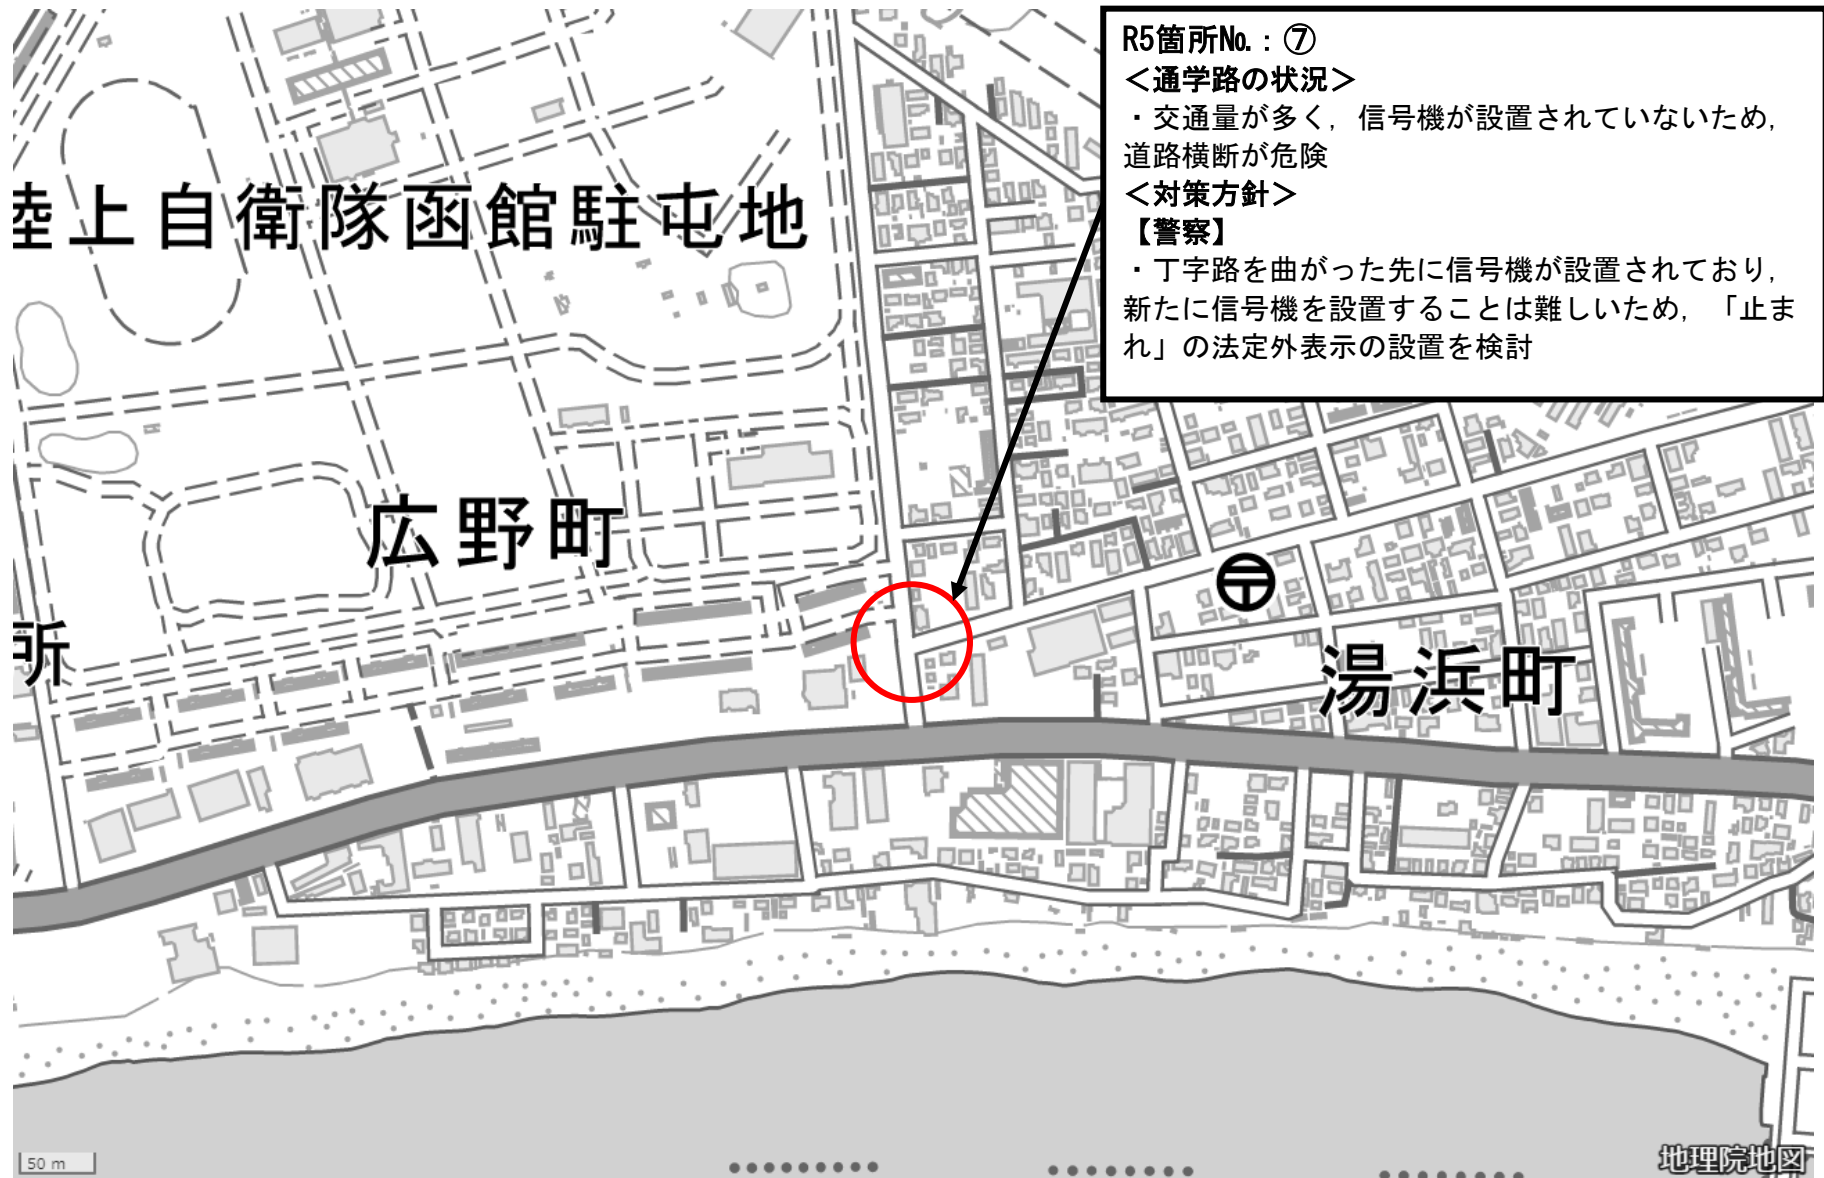 R5箇所No.：⑦
＜通学路の状況＞
・交通量が多く，信号機が設置されていないため，
道路横断が危険
＜対策方針＞
【警察】
・丁字路を曲がった先に信号機が設置されており，
新たに信号機を設置することは難しいため，「止ま
れ」の法定外表示の設置を検討
陸上自衛隊函館駐屯地
広野町
所
湯浜町
50 m
地理院地図